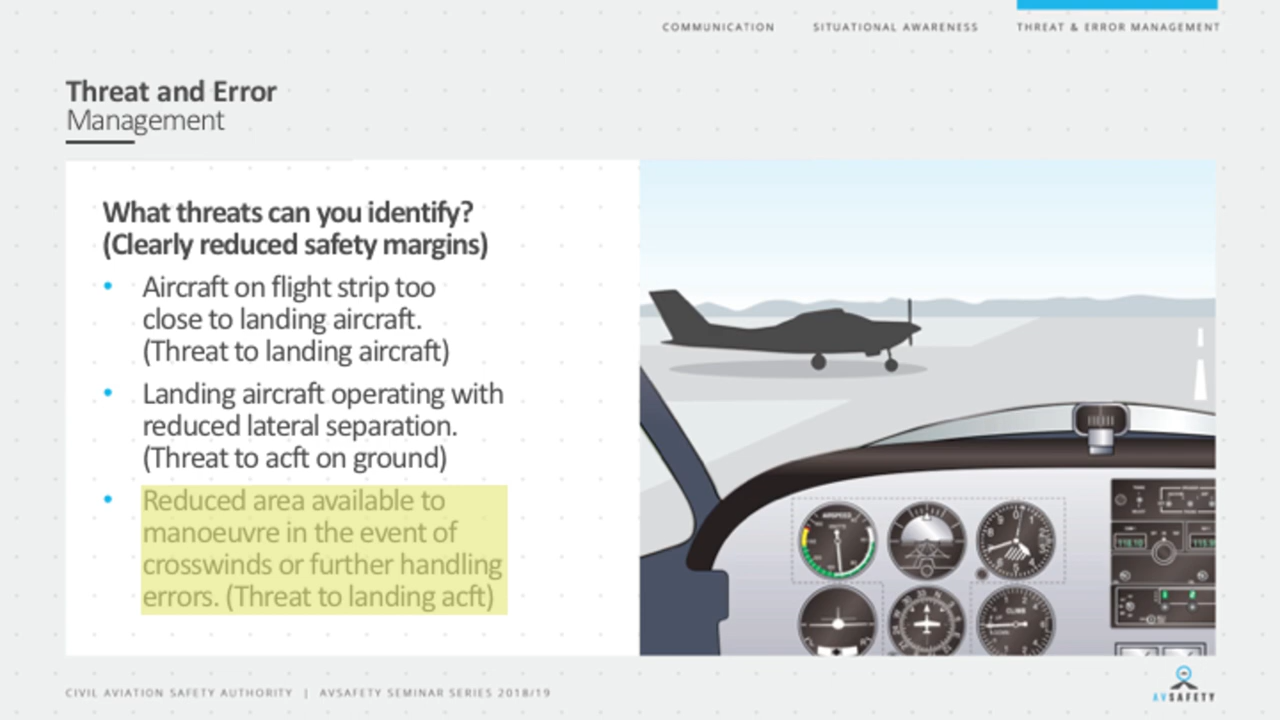 COMMUNICATION
SITUATIONAL AWARENESS
THREAT & ERROR MANAGEMENT
Threat and Error
Management
What threats can you identify?
(Clearly reduced safety margins)
• Aircraft on flight strip too
close to landing aircraft.
(Threat to landing aircraft)
• Landing aircraft operating with
reduced lateral separation.
(Threat to acft on ground)
• Reduced area available to
manoeuvre in the event of
crosswinds or further handling
errors. (Threat to landing acft)
AIRSPEED
CLIMB
CIVIL AVIATION SAFETY AUTHORITY | AVSAFETY SEMINAR SERIES 2018/19
AVSAFETY